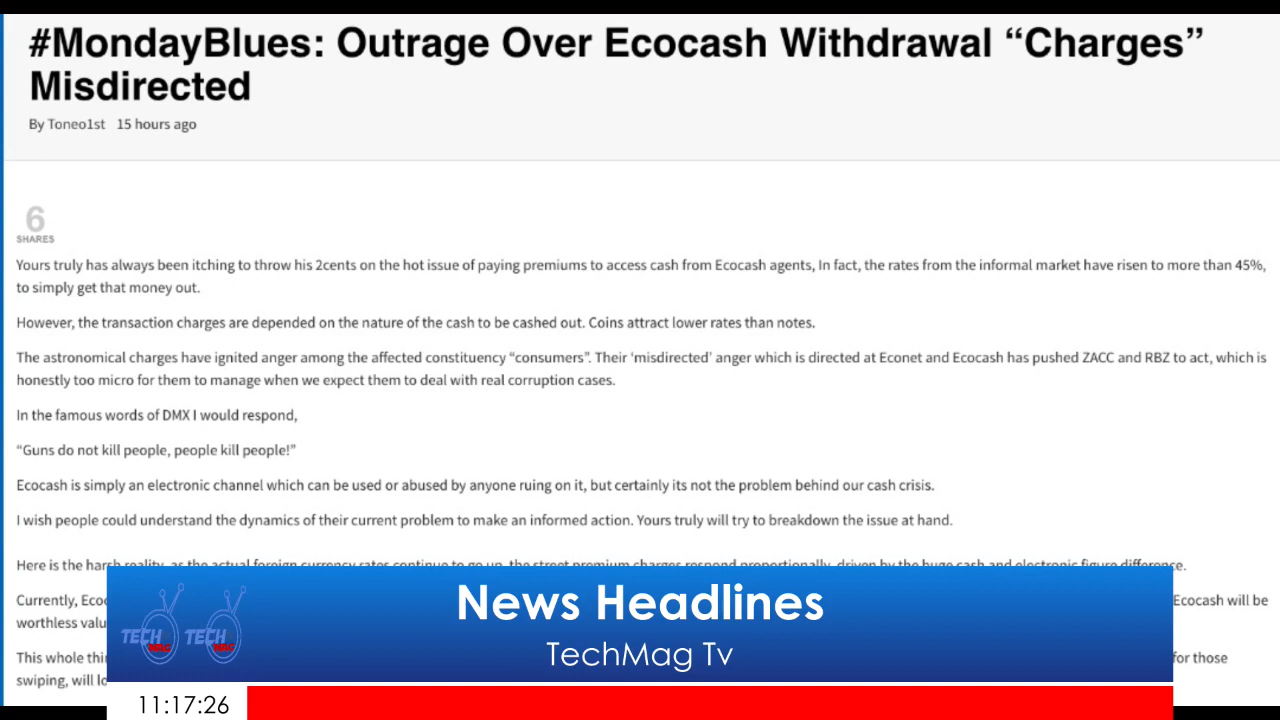 #MondayBlues: Outrage Over Ecocash Withdrawal “Charges”
Misdirected
By Toneo1st 15 hours ago
6
SHARES
Yours truly has always been itching to throw his 2cents on the hot issue of paying premiums to access cash from Ecocash agents, In fact, the rates from the informal market have risen to more than 45%,
to simply get that money out.
However, the transaction charges are depended on the nature of the cash to be cashed out. Coins attract lower rates than notes.
The astronomical charges have ignited anger among the affected constituency “consumers”. Their ‘misdirected’ anger which is directed at Econet and Ecocash has pushed ZACC and RBZ to act, which is
honestly too micro for them to manage when we expect them to deal with real corruption cases.
In the famous words of DMX I would respond,
“Guns do not kill people, people kill people!”
Ecocash is simply an electronic channel which can be used or abused by anyone ruing on it, but certainly its not the problem behind our cash crisis.
I wish people could understand the dynamics of their current problem to make an informed action. Yours truly will try to breakdown the issue at hand.
Here is the harsh reality, as the actual foreign currency rates continue to go up, the street premium charges respond proportionally, driven by the huge cash and electronic figure difference.
Currently, Ecocash will be
worthless
This whole for those
swiping, will
News Headlines
TechMag Tv
TECH MAG TECH MAG
11:17:26